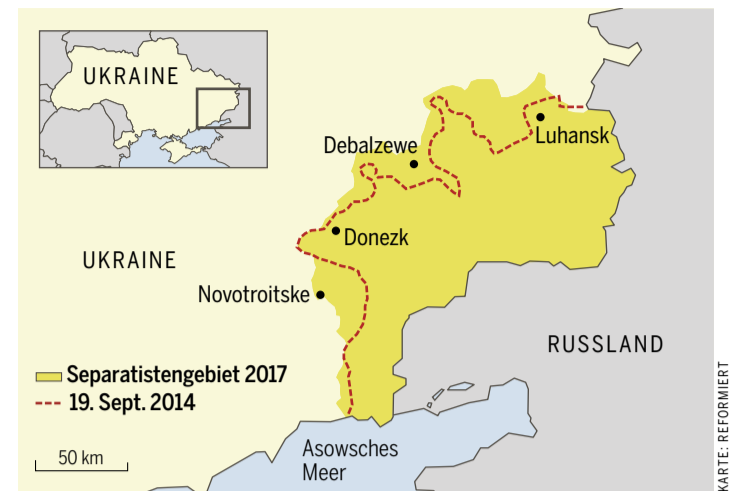 UKRAINE
Luhansk
Debalzewe
Donezk
UKRAINE
Novotroitske
RUSSLAND
Separatistengebiet 2017
19. Sept. 2014
Asowsches
Meer
50 km
KARTE: REFORMIERT